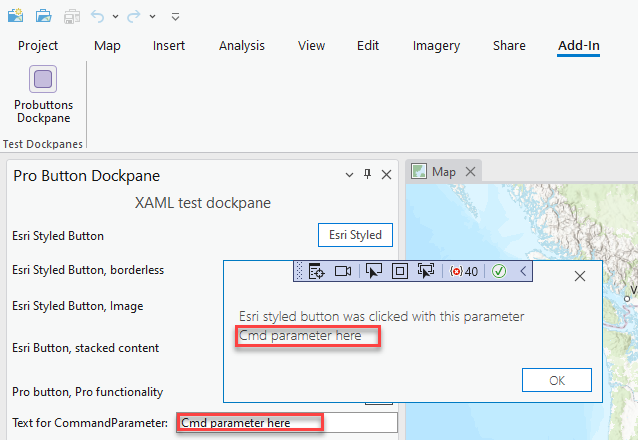 Project Map Insert Analysis View Edit Imagery Share Add-In
Probuttons
Dockpane
Test Dockpanes
Pro Button Dockpane
Map
XAML test dockpane
Esri Styled Button
Esri Styled
Esri Styled Button, borderless
40
Esri Styled Button, Image
Esri styled button was clicked with this parameter
Cmd parameter here
Esri Button, stacked content
OK
Pro button, Pro functionality
Text for CommandParameter: Cmd parameter here
V